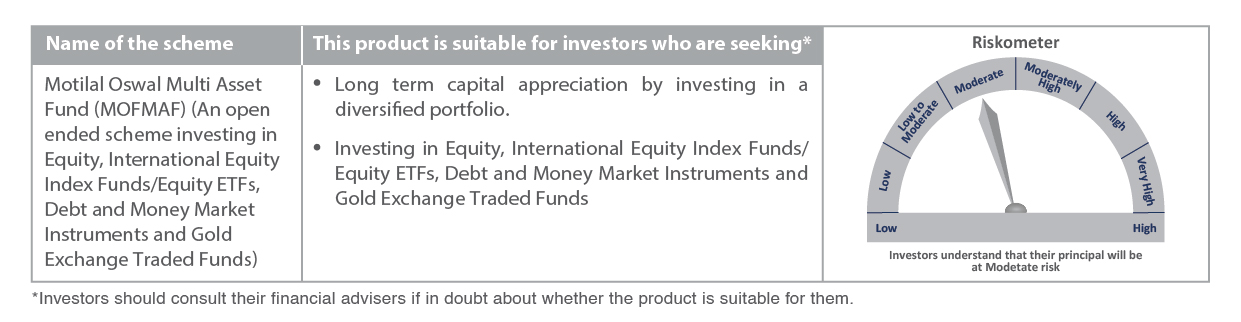 Name of the scheme
This product is suitable for investors who are seeking*
Motilal Oswal Multi Asset
Fund (MOFMAF) (An open
ended scheme investing in
Equity, International Equity
Index Funds/Equity ETFs,
Debt and Money Market
Instruments and Gold
Exchange Traded Funds)
• Long term capital appreciation by investing in a
diversified portfolio.
• Investing in Equity, International Equity Index Funds/
Equity ETFs, Debt and Money Market Instruments and
Gold Exchange Traded Funds
Riskometer
Low
Low to
Moderate
Moderate
Moderately
High
High
Very High
Low
High
Investors understand that their principal will be
at Modetate risk
*Investors should consult their financial advisers if in doubt about whether the product is suitable for them.